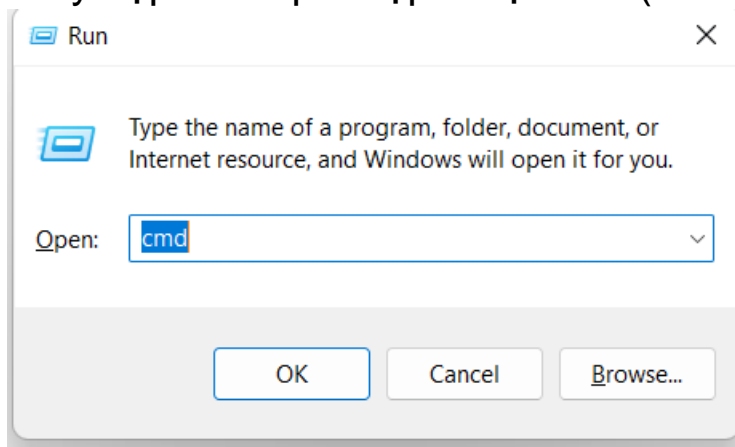 Run
Type the name of a program, folder, document, or
Internet resource, and Windows will open it for you.
Open:
cmd
OK Cancel Browse...